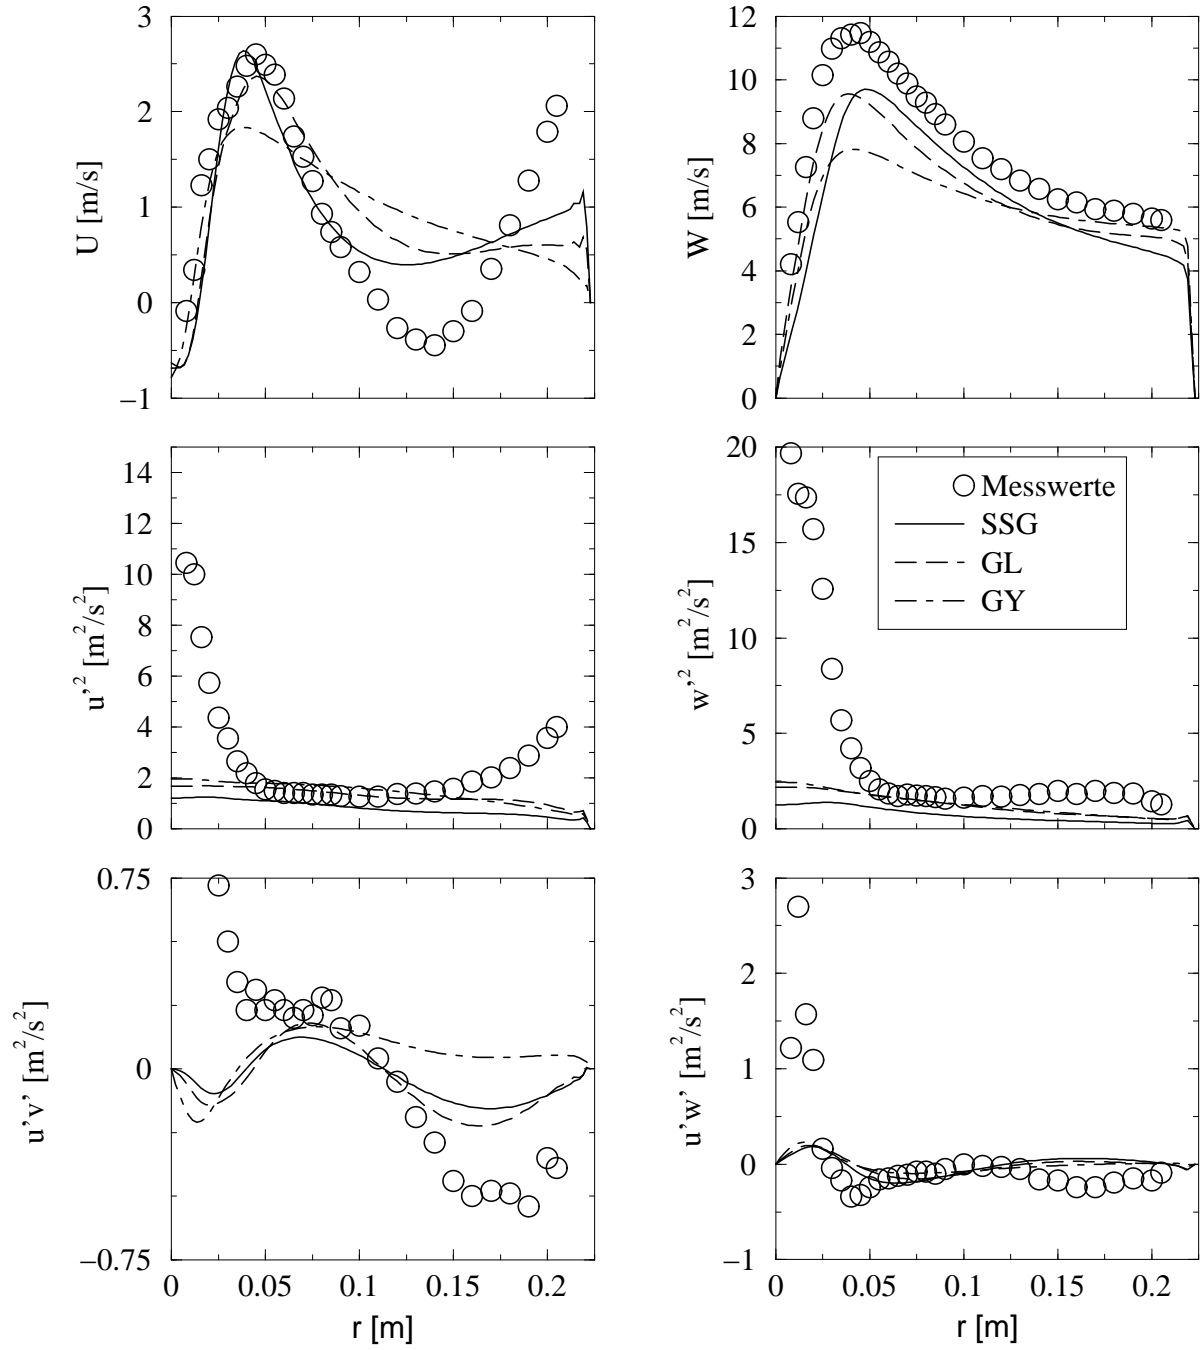 3
2
1
0
−1
U [m/s]
12
10
8
6
4
2
0
W [m/s]
14
12
10
8
6
4
2
0
u’² [m²/s²]
20
15
10
5
0
w’² [m²/s²]
Messwerte
SSG
GL
GY
0.75
0
−0.75
u’v’ [m²/s²]
0 0.05 0.1 0.15 0.2
r [m]
3
2
1
0
−1
u’w’ [m²/s²]
0 0.05 0.1 0.15 0.2
r [m]